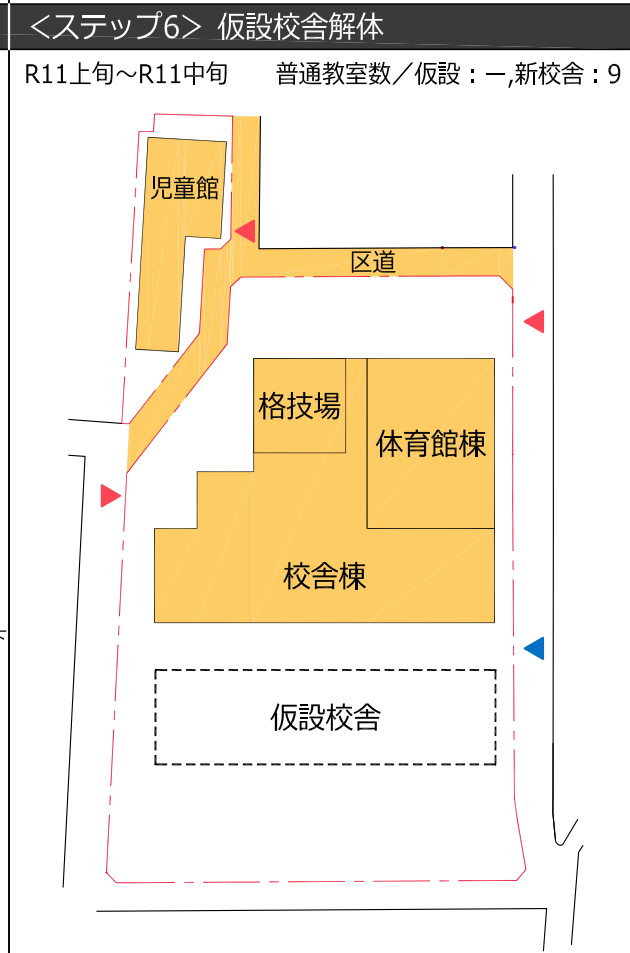 <ステップ6> 仮設校舎解体
R11上旬～R11中旬 普通教室数／仮設：ー,新校舎：9
児童館
区道
格技場
体育館棟
校舎棟
仮設校舎